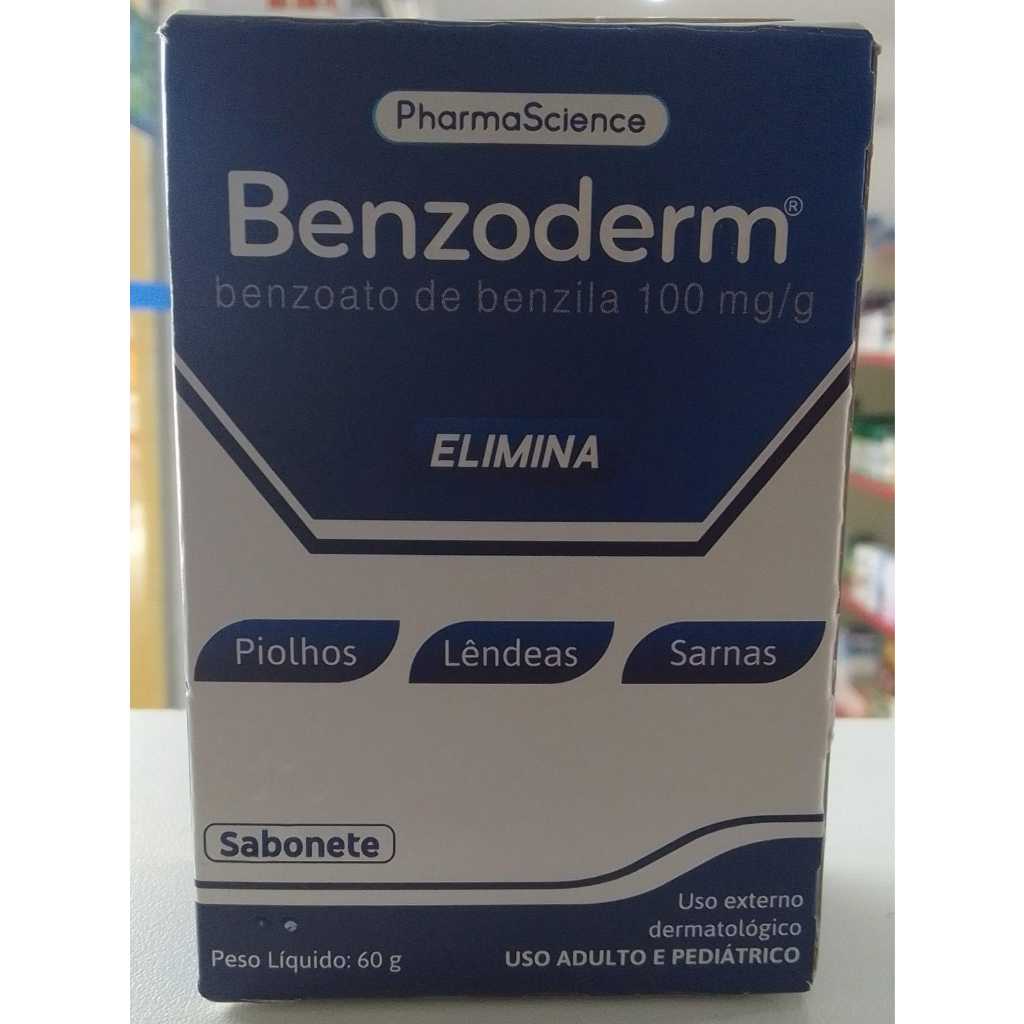 PharmaScience
Benzoderm®
benzoato de benzila 100 mg/g
ELIMINA
Piolhos Lêndeas Sarnas
Sabonete
Uso externo
dermatológico
Peso Líquido: 60 g USO ADULTO E PEDIÁTRICO